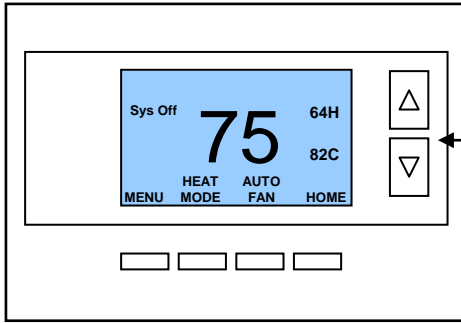 Sys Off
75
64H
82C
HEAT AUTO
MENU MODE FAN HOME